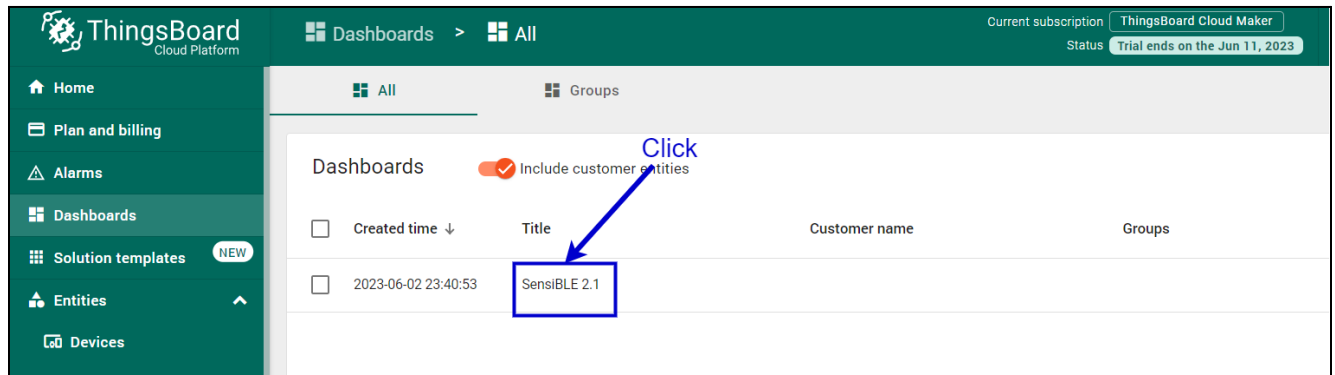 ThingsBoard
Cloud Platform
Dashboards > All
Current subscription ThingsBoard Cloud Maker
Status Trial ends on the Jun 11, 2023
Home
Plan and billing
Alarms
Dashboards
Solution templates NEW
Entities
Devices
All Groups
Click
Dashboards Include customer entities
Created time ↓ Title Customer name Groups
2023-06-02 23:40:53 SensiBLE 2.1